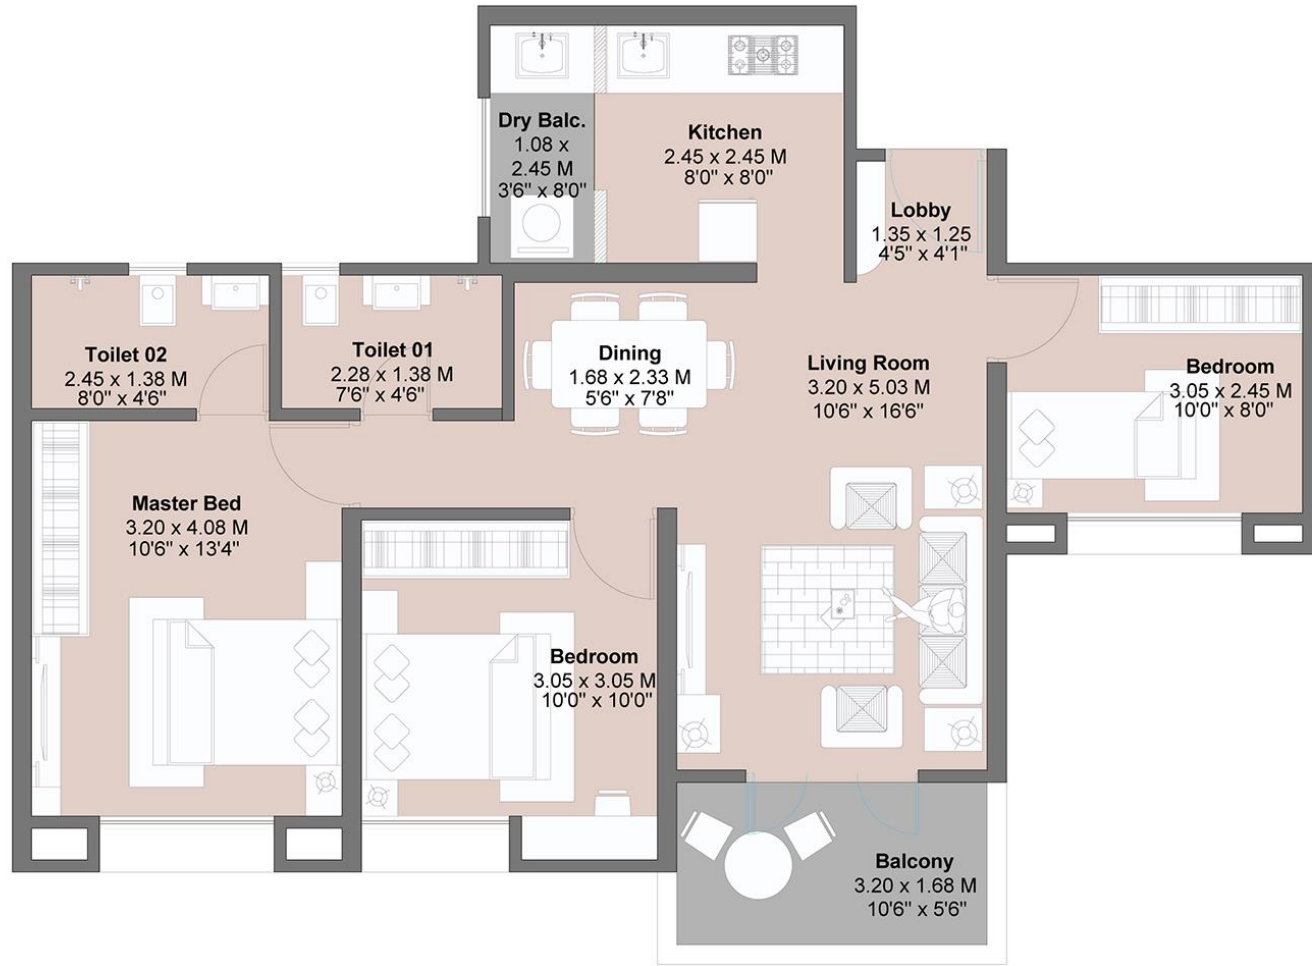 Dry Balc.
1.08 x
2.45 M
3'6" x 8'0"
Kitchen
2.45 x 2.45 M
8'0" x 8'0"
Lobby
1.35 x 1.25
4'5" x 4'1"
Toilet 02
2.45 x 1.38 M
8'0" x 4'6"
Toilet 01
2.28 x 1.38 M
7'6" x 4'6"
Dining
1.68 x 2.33 M
5'6" x 7'8"
Living Room
3.20 x 5.03 M
10'6" x 16'6"
Bedroom
3.05 x 2.45 M
10'0" x 8'0"
Master Bed
3.20 x 4.08 M
10'6" x 13'4"
Bedroom
3.05 x 3.05 M
10'0" x 10'0"
Balcony
3.20 x 1.68 M
10'6" x 5'6"